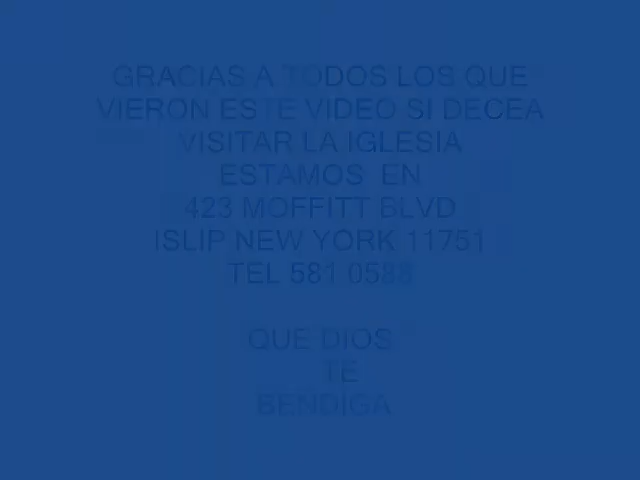 GRACIAS A TODOS LOS QUE
VIERON ESTE VIDEO SI DECEA
VISITAR LA IGLESIA
ESTAMOS EN
423 MOFFITT BLVD
ISLIP NEW YORK 11751
TEL 581 0588
QUE DIOS
TE
BENDIGA